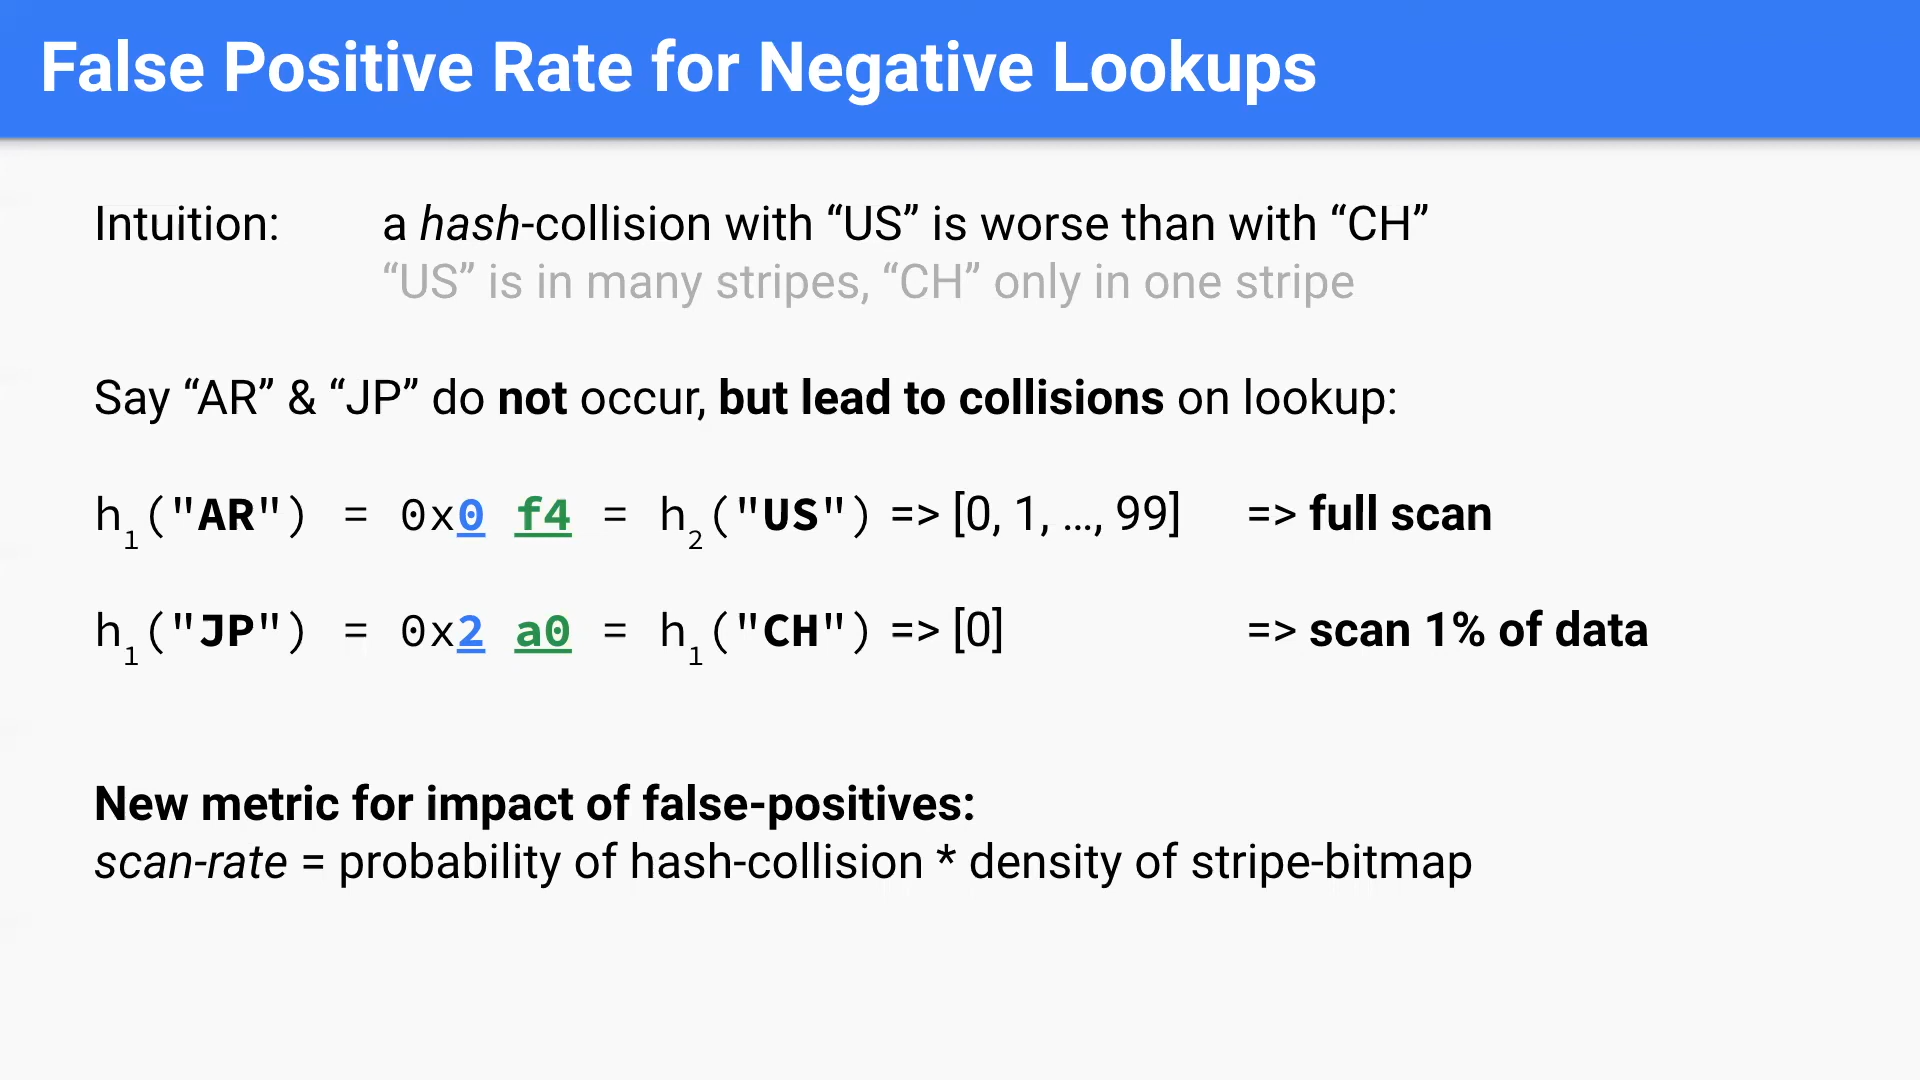 False Positive Rate for Negative Lookups
Intuition: a hash-collision with “US” is worse than with “CH”
“US” is in many stripes, “CH” only in one stripe
Say “AR” & “JP” do not occur, but lead to collisions on lookup:
h1("AR") = 0x0 f4 = h2("US") => [0, 1, …, 99] => full scan
h1("JP") = 0x2 a0 = h1("CH") => [0] => scan 1% of data
New metric for impact of false-positives:
scan-rate = probability of hash-collision * density of stripe-bitmap